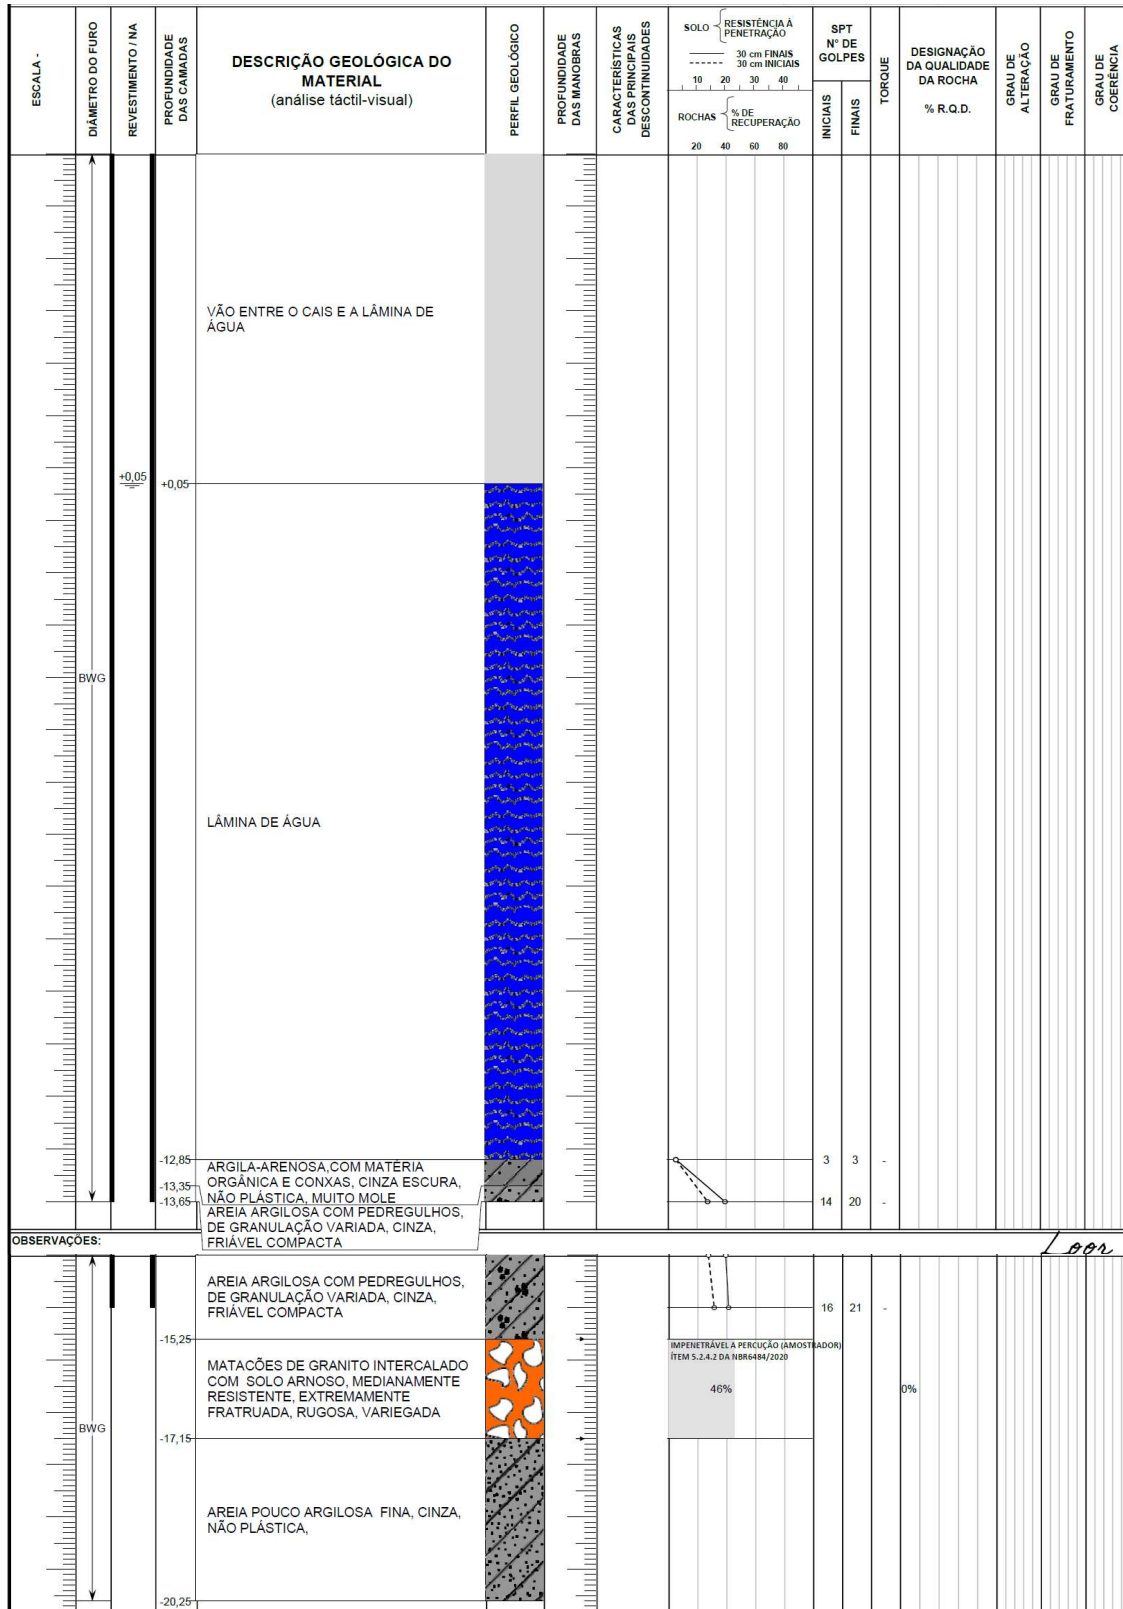 ESCALA -
DIÂMETRO DO FURO
REVESTIMENTO / NA
PROFUNDIDADE
DAS CAMADAS
DESCRIÇÃO GEOLÓGICA DO
MATERIAL
(análise táctil-visual)
PERFIL GEOLÓGICO
PROFUNDIDADE
DAS MANOBRAS
CARACTERÍSTICAS
DAS PRINCIPAIS
DESCONTINUIDADES
SOLO
RESISTÊNCIA À
PENETRAÇÃO
30 cm FINAIS
30 cm INICIAIS
10 20 30 40
ROCHAS
% DE
RECUPERAÇÃO
20 40 60 80
SPT
N° DE
GOLPES
INICIAIS
FINAIS
TORQUE
DESIGNAÇÃO
DA QUALIDADE
DA ROCHA
% R.Q.D.
GRAU DE
ALTERAÇÃO
GRAU DE
FRATURAMENTO
GRAU DE
COERÊNCIA
VÃO ENTRE O CAIS E A LÂMINA DE
ÁGUA
+0,05
+0,05
BWG
LÂMINA DE ÁGUA
-12,85
3 3 -
ARGILA-ARENOSA,COM MATÉRIA
ORGÂNICA E CONXAS, CINZA ESCURA,
NÃO PLÁSTICA, MUITO MOLE
-13,35
-13,65
14 20 -
AREIA ARGILOSA COM PEDREGULHOS,
DE GRANULAÇÃO VARIADA, CINZA,
FRIÁVEL COMPACTA
OBSERVAÇÕES:
AREIA ARGILOSA COM PEDREGULHOS,
DE GRANULAÇÃO VARIADA, CINZA,
FRIÁVEL COMPACTA
16 21 -
-15,25
IMPENETRÁVEL A PERCUÇÃO (AMOSTRADOR)
ÍTEM 5.2.4.2 DA NBR6484/2020
MATACÕES DE GRANITO INTERCALADO
COM SOLO ARNOSO, MEDIANAMENTE
RESISTENTE, EXTREMAMENTE
FRATRUADA, RUGOSA, VARIEGADA
46%
0%
BWG
-17,15
AREIA POUCO ARGILOSA FINA, CINZA,
NÃO PLÁSTICA,
-20,25